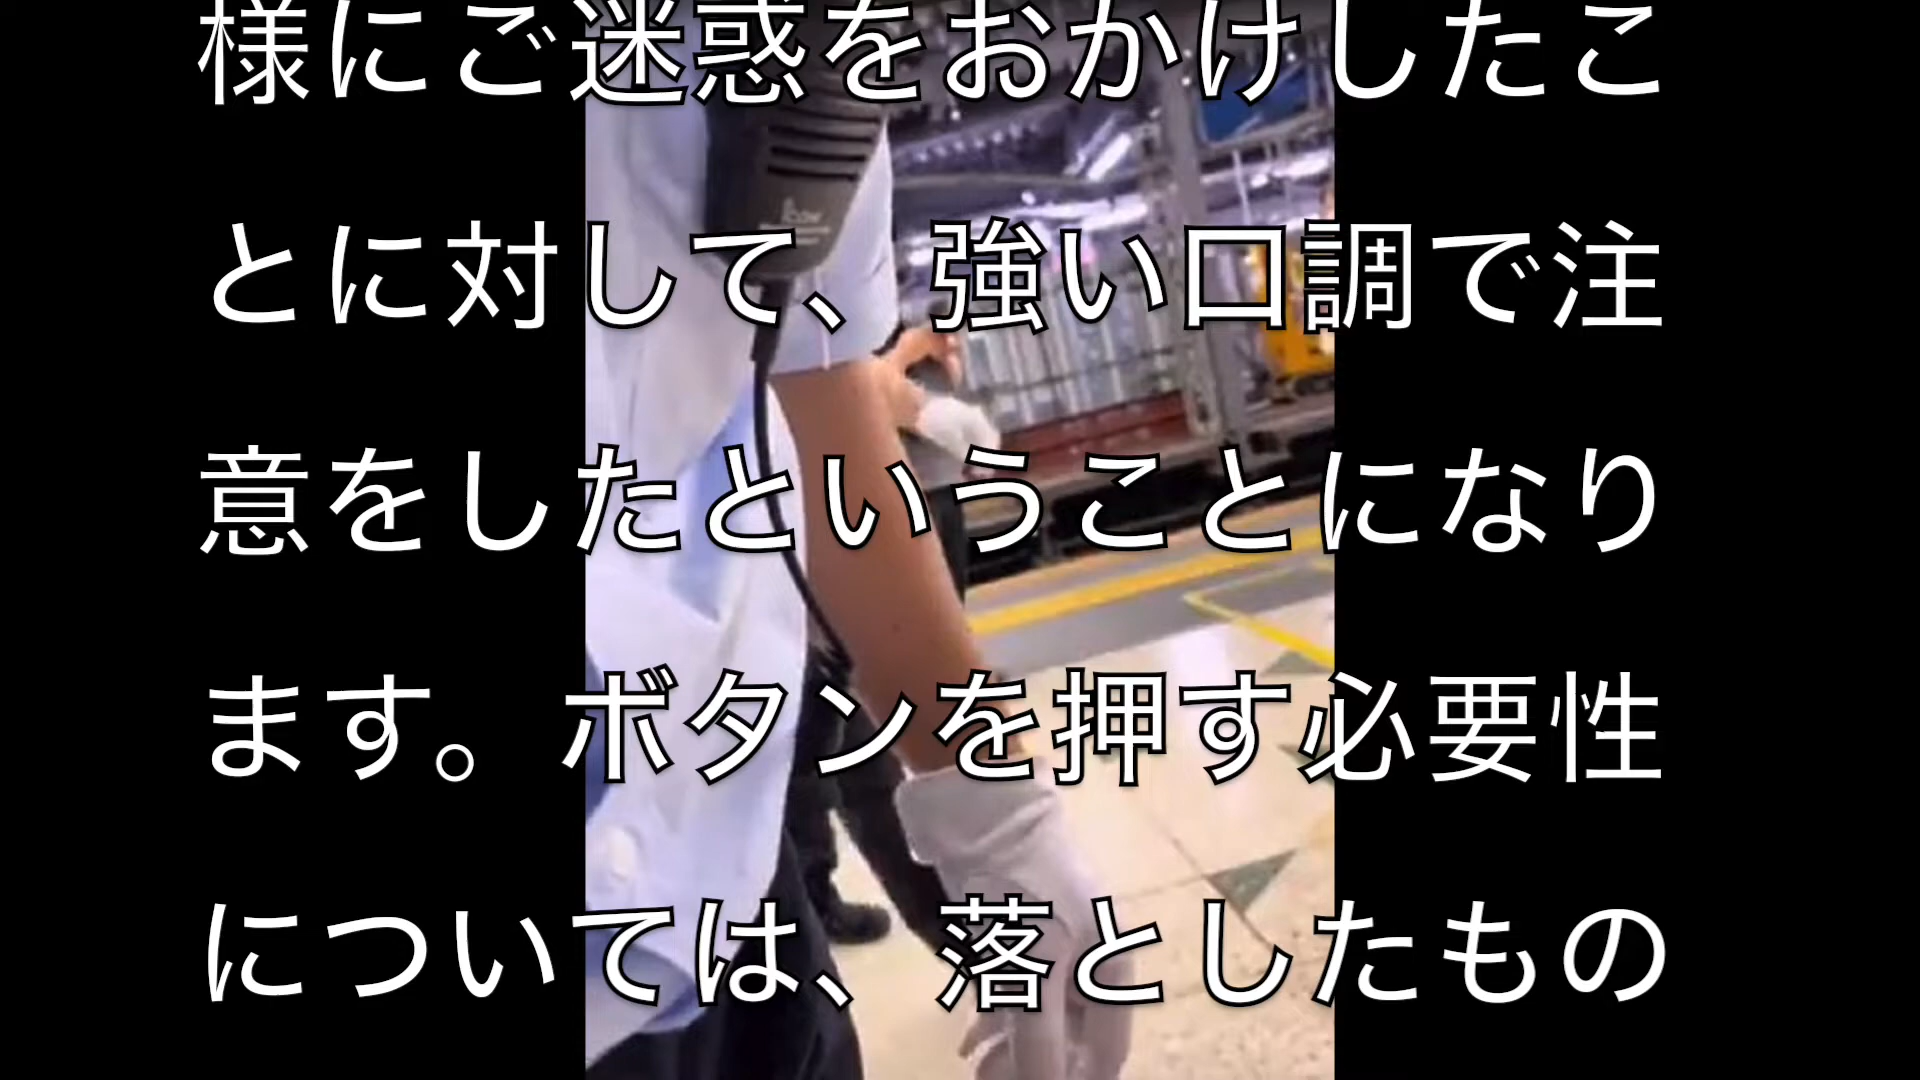 様にご迷惑をおかけしたこ
とに対して、強い口調で注
意をしたということになり
ます。ボタンを押す必要性
については、落としたもの